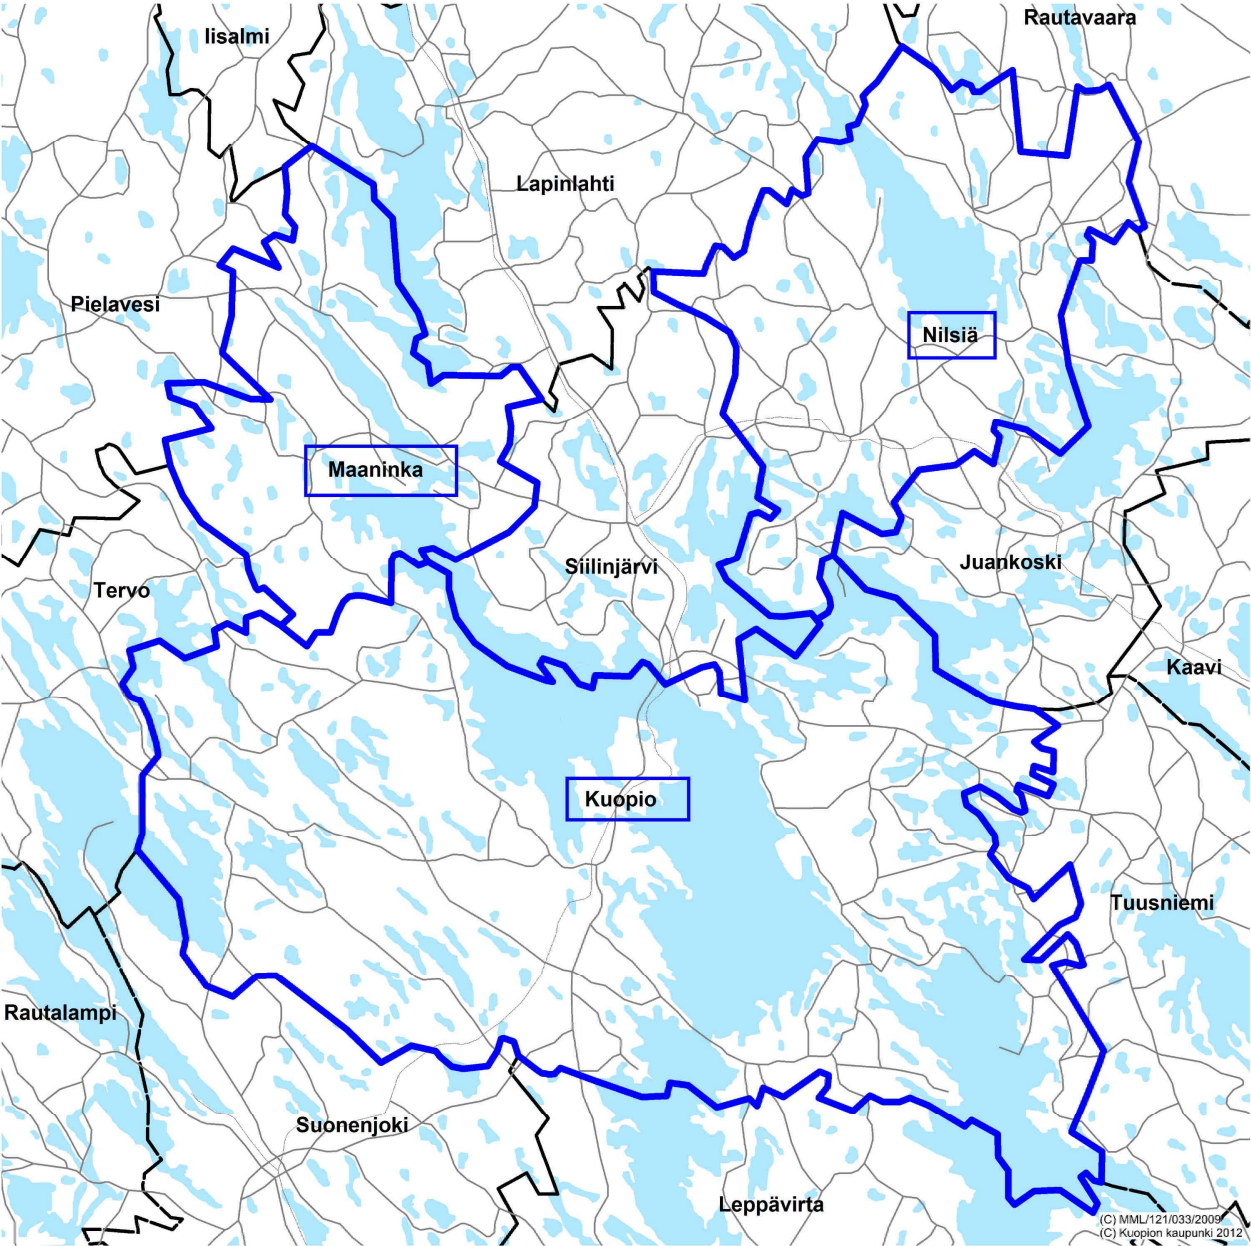 Rautavaara
Iisalmi
Lapinlahti
Pielavesi
Nilsiä
Maaninka
Siilinjärvi
Juankoski
Tervo
Kaavi
Kuopio
Tuusniemi
Rautalampi
Suonenjoki
Leppävirta
(C) MML/121/033/2009
(C) Kuopion kaupunki 2012